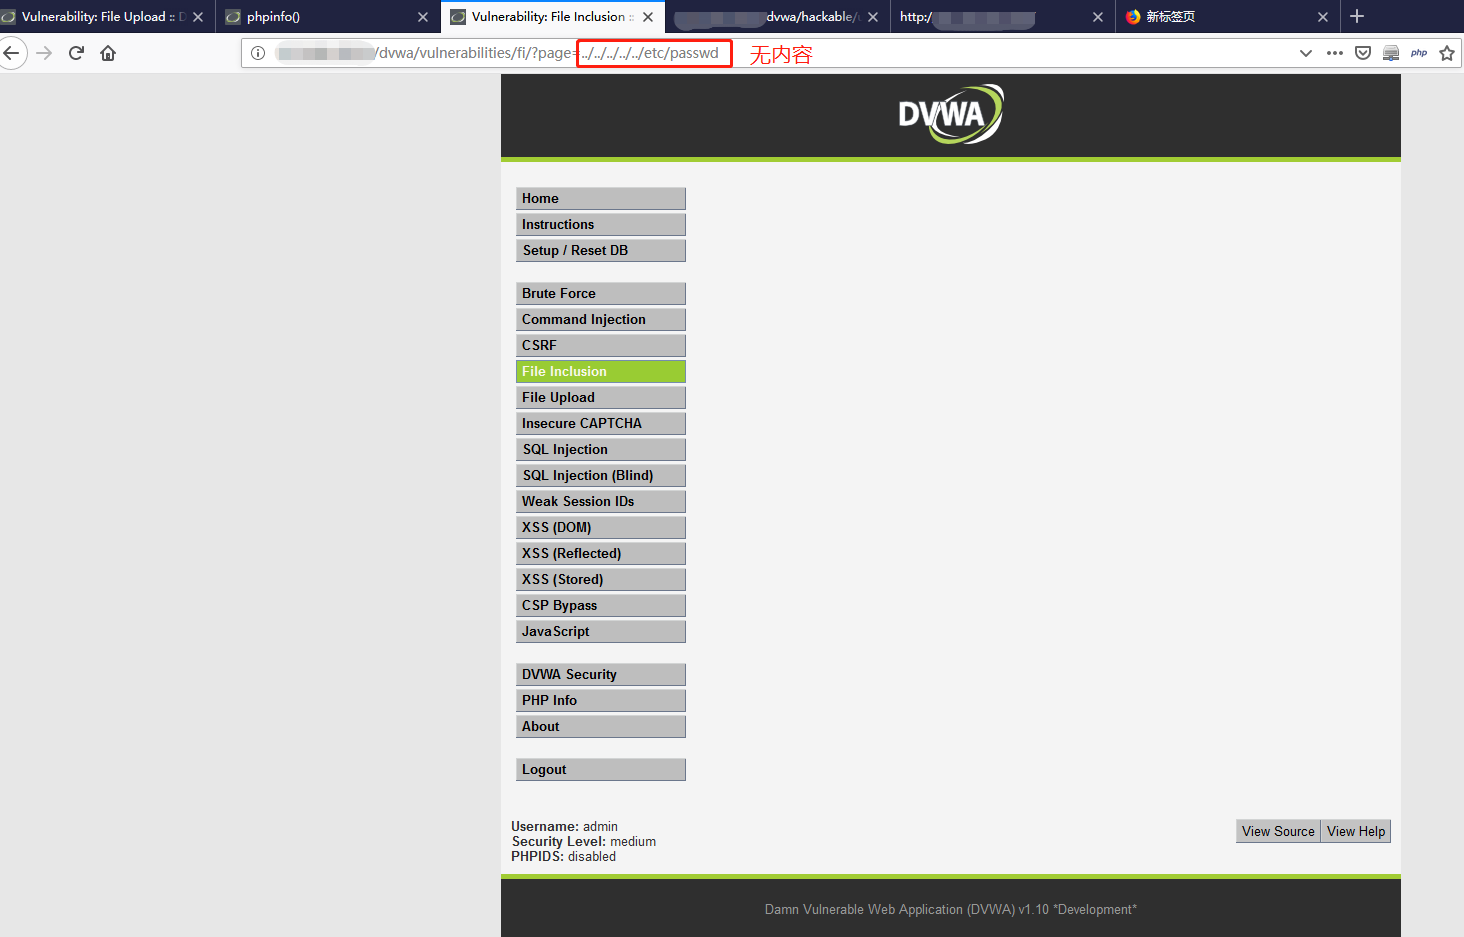 Vulnerability: File Upload :: D
phpinfo()
Vulnerability: File Inclusion ::
dvwa/hackable/
http:/
新标签页
/dvwa/vulnerabilities/fi/?page=../../../../../etc/passwd
无内容
php
DVWA
Home
Instructions
Setup / Reset DB
Brute Force
Command Injection
CSRF
File Inclusion
File Upload
Insecure CAPTCHA
SQL Injection
SQL Injection (Blind)
Weak Session IDs
XSS (DOM)
XSS (Reflected)
XSS (Stored)
CSP Bypass
JavaScript
DVWA Security
PHP Info
About
Logout
Username: admin
Security Level: medium
PHPIDS: disabled
View Source
View Help
Damn Vulnerable Web Application (DVWA) v1.10 *Development*